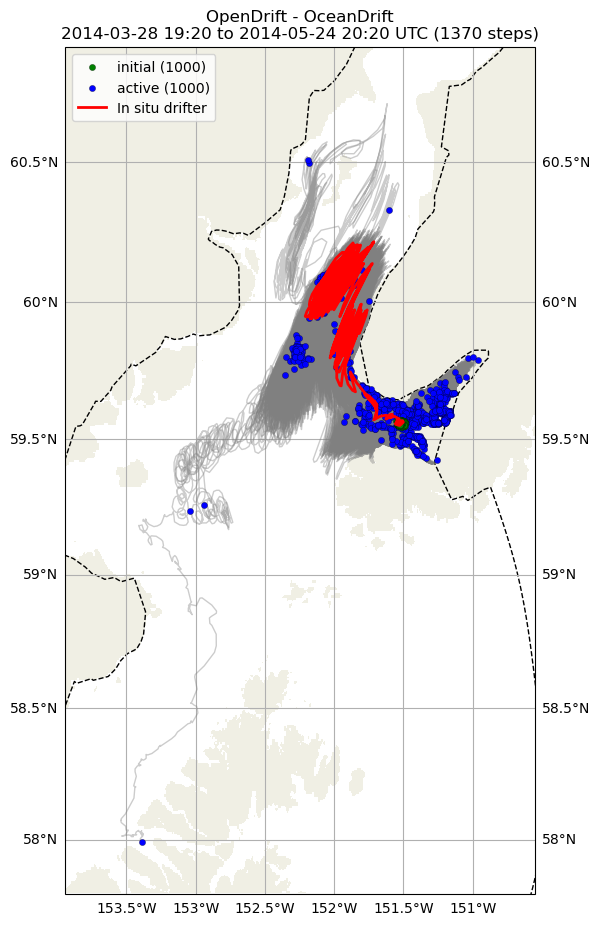 OpenDrift - OceanDrift
2014-03-28 19:20 to 2014-05-24 20:20 UTC (1370 steps)
initial (1000)
active (1000)
In situ drifter
60.5°N
60.5°N
60°N
60°N
59.5°N
59.5°N
59°N
59°N
58.5°N
58.5°N
58°N
58°N
153.5°W
153°W
152.5°W
152°W
151.5°W
151°W